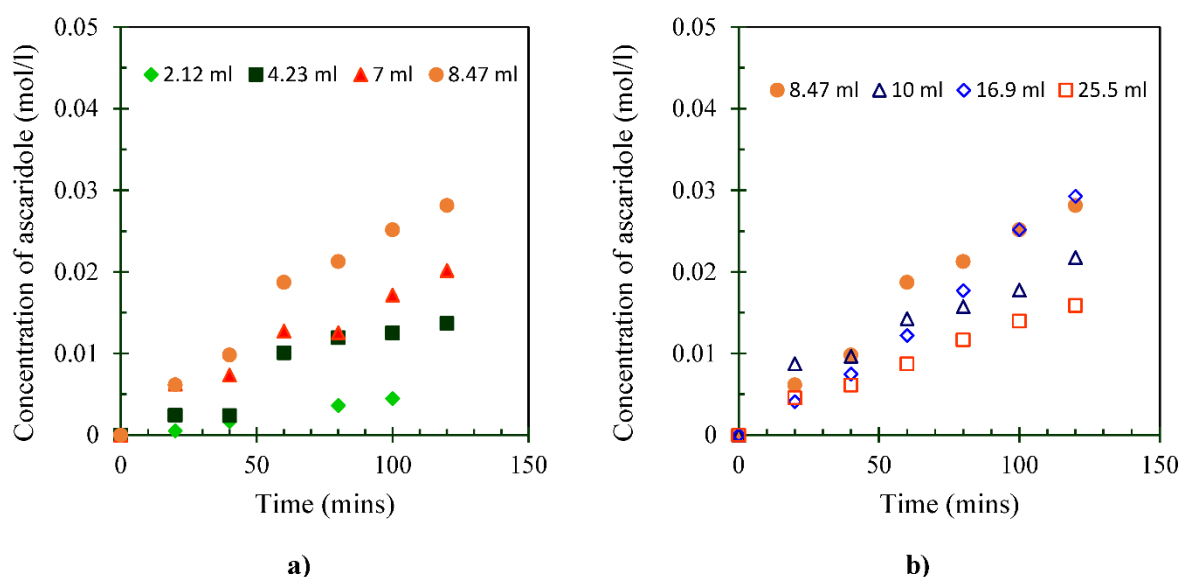 0.05
0.04
0.03
0.02
0.01
0
Concentration of ascaridole (mol/l)
2.12 ml 4.23 ml 7 ml 8.47 ml
0 50 100 150
Time (mins)
a)
0.05
0.04
0.03
0.02
0.01
0
Concentration of ascaridole (mol/l)
8.47 ml 10 ml 16.9 ml 25.5 ml
0 50 100 150
Time (mins)
b)